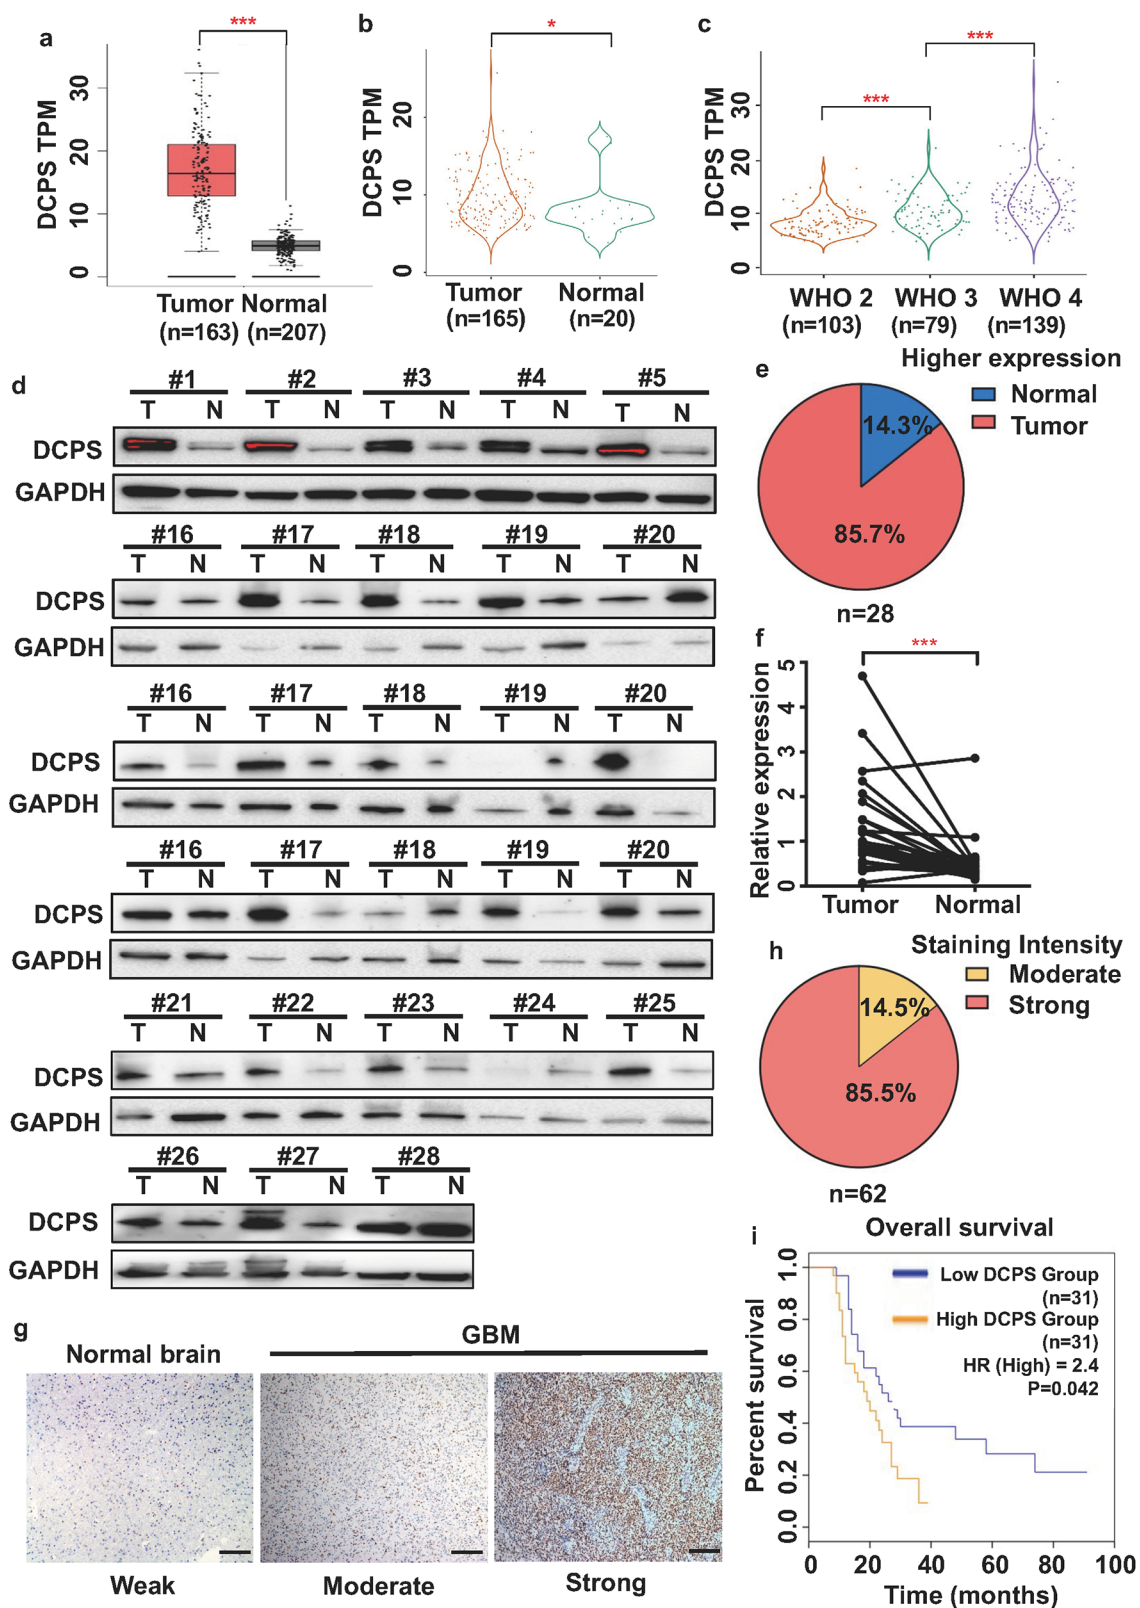 a
***
DCPS TPM
30
20
10
0
Tumor Normal
(n=163) (n=207)
b
*
DCPS TPM
20
10
0
Tumor Normal
(n=165) (n=20)
c
***
***
DCPS TPM
30
20
10
0
WHO 2 WHO 3 WHO 4
(n=103) (n=79) (n=139)
d
#1 #2 #3 #4 #5
T N T N T N T N T N
DCPS
GAPDH
#16 #17 #18 #19 #20
T N T N T N T N T N
DCPS
GAPDH
#16 #17 #18 #19 #20
T N T N T N T N T N
DCPS
GAPDH
#16 #17 #18 #19 #20
T N T N T N T N T N
DCPS
GAPDH
#21 #22 #23 #24 #25
T N T N T N T N T N
DCPS
GAPDH
#26 #27 #28
T N T N T N
DCPS
GAPDH
e
Higher expression
Normal
Tumor
14.3%
85.7%
n=28
f
***
Relative expression
5
4
3
2
1
0
Tumor Normal
g
GBM
Normal brain
Weak Moderate Strong
h
Staining Intensity
Moderate
Strong
14.5%
85.5%
n=62
i
Overall survival
Low DCPS Group
(n=31)
High DCPS Group
(n=31)
HR (High) = 2.4
P=0.042
Percent survival
1.0
0.8
0.6
0.4
0.2
0.0
0 20 40 60 80 100
Time (months)